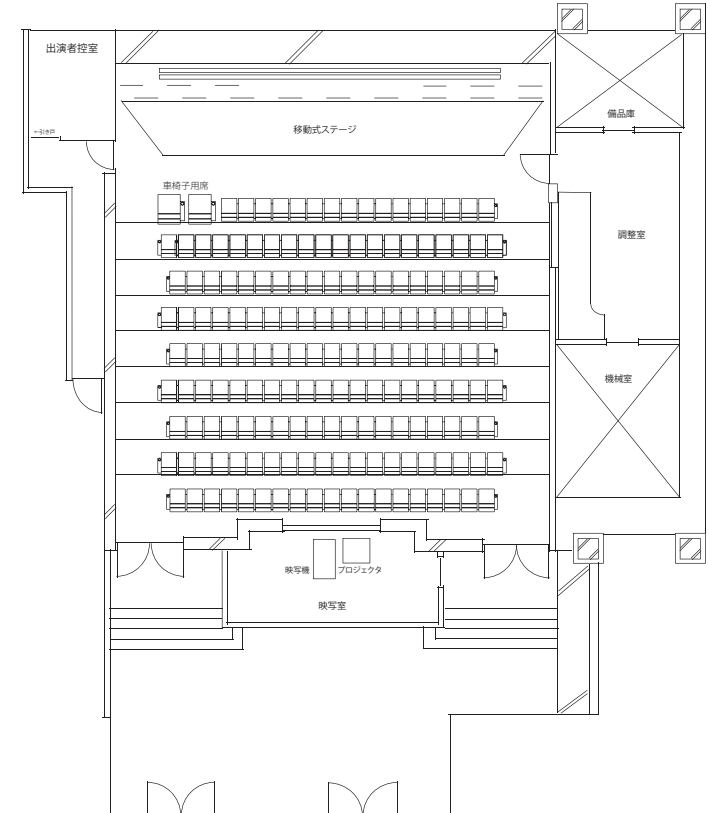 出演者控室
←引き戸
移動式ステージ
備品庫
車椅子用席
調整室
機械室
映写機
プロジェクタ
映写室